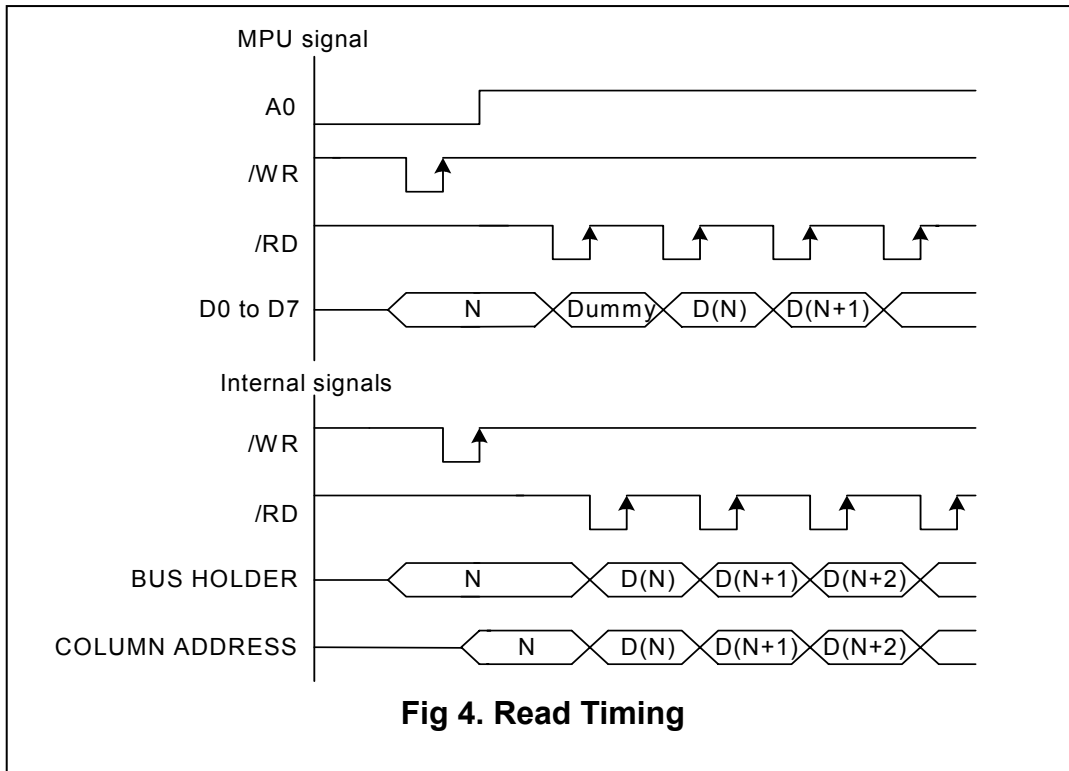 MPU signal
A0
/WR
/RD
D0 to D7 N Dummy D(N) D(N+1)
Internal signals
/WR
/RD
BUS HOLDER N D(N) D(N+1) D(N+2)
COLUMN ADDRESS N D(N) D(N+1) D(N+2)
Fig 4. Read Timing